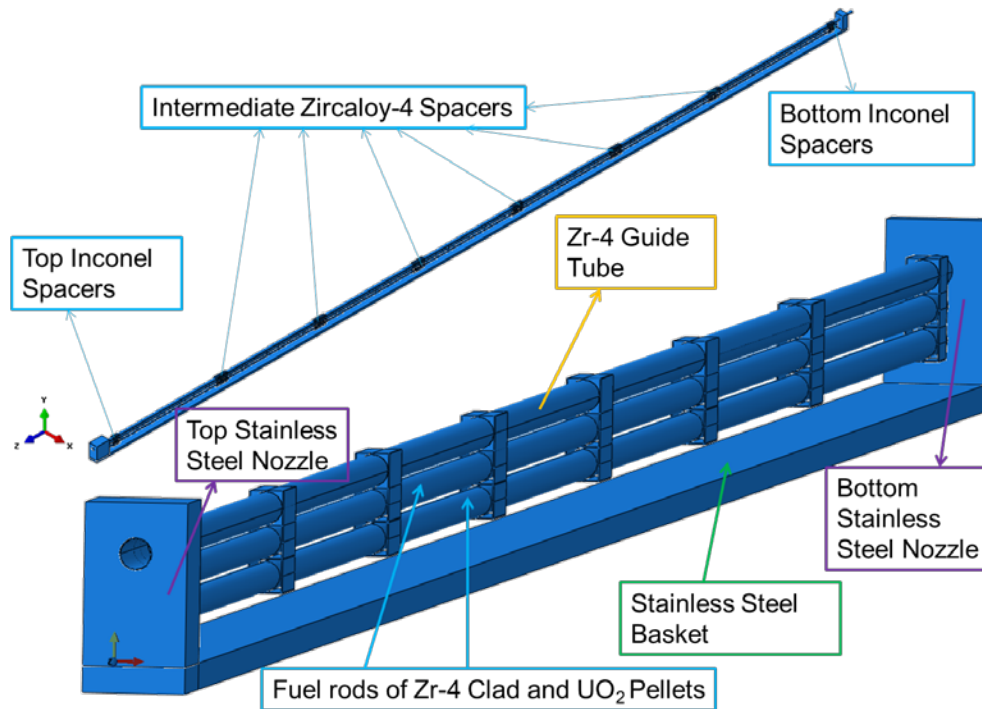 Intermediate Zircaloy-4 Spacers
Bottom Inconel
Spacers
Top Inconel
Spacers
Zr-4 Guide
Tube
Y
Z
X
Top Stainless
Steel Nozzle
Bottom
Stainless
Steel Nozzle
Stainless Steel
Basket
Fuel rods of Zr-4 Clad and UO₂ Pellets